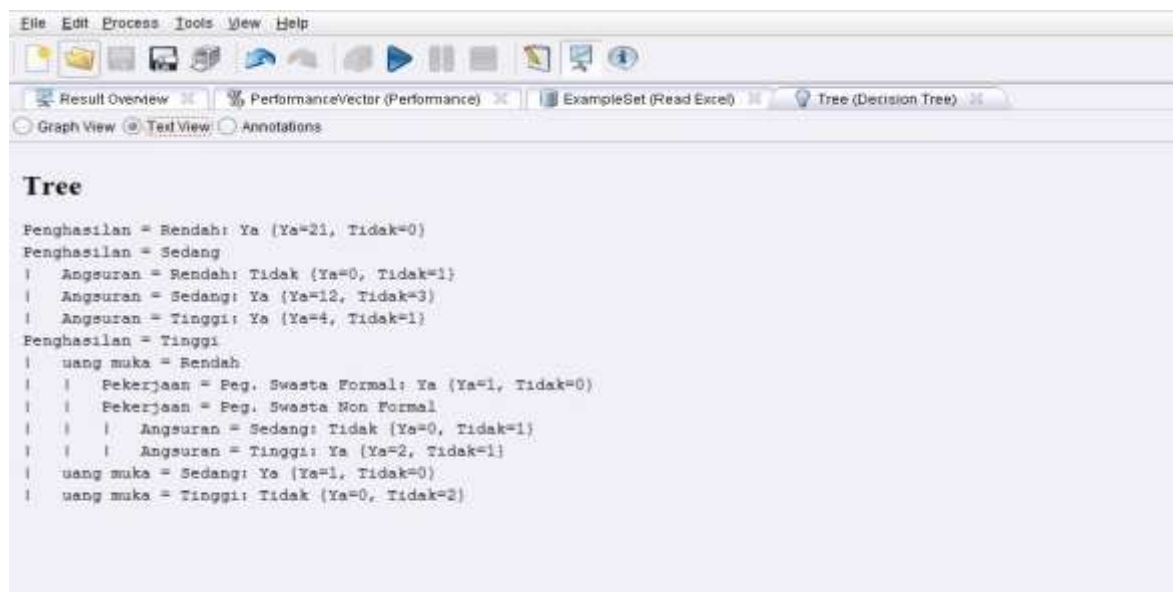 File Edit Process Tools View Help
Result Overview PerformanceVector (Performance) ExampleSet (Read Excel) Tree (Decision Tree)
Graph View Text View Annotations
Tree
Penghasilan = Rendah: Ya {Ya=21, Tidak=0}
Penghasilan = Sedang
|   Angsuran = Rendah: Tidak {Ya=0, Tidak=1}
|   Angsuran = Sedang: Ya {Ya=12, Tidak=3}
|   Angsuran = Tinggi: Ya {Ya=4, Tidak=1}
Penghasilan = Tinggi
|   uang muka = Rendah
|   |   Pekerjaan = Peg. Swasta Formal: Ya {Ya=1, Tidak=0}
|   |   Pekerjaan = Peg. Swasta Non Formal
|   |   |   Angsuran = Sedang: Tidak {Ya=0, Tidak=1}
|   |   |   Angsuran = Tinggi: Ya {Ya=2, Tidak=1}
|   uang muka = Sedang: Ya {Ya=1, Tidak=0}
|   uang muka = Tinggi: Tidak {Ya=0, Tidak=2}